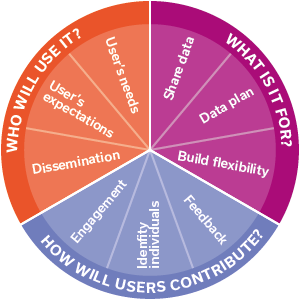 WHO WILL USE IT?
User's needs
User's
expectations
Dissemination
WHAT IS IT FOR?
Share data
Data plan
Build flexibility
HOW WILL USERS CONTRIBUTE?
Engagement
Idenfity
individuals
Feedback